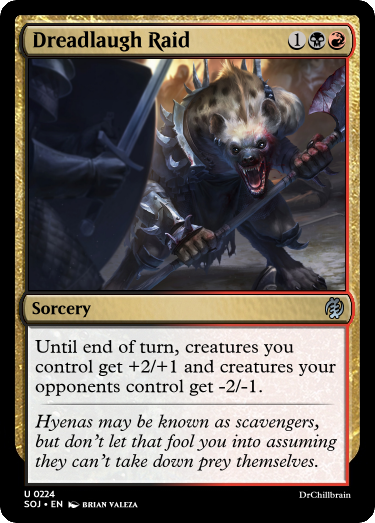 Dreadlaugh Raid 1
Sorcery
Until end of turn, creatures you
control get +2/+1 and creatures your
opponents control get -2/-1.
Hyenas may be known as scavengers,
but don't let that fool you into assuming
they can't take down prey themselves.
U 0224
SOJ • EN BRIAN VALEZA
DrChillbrain